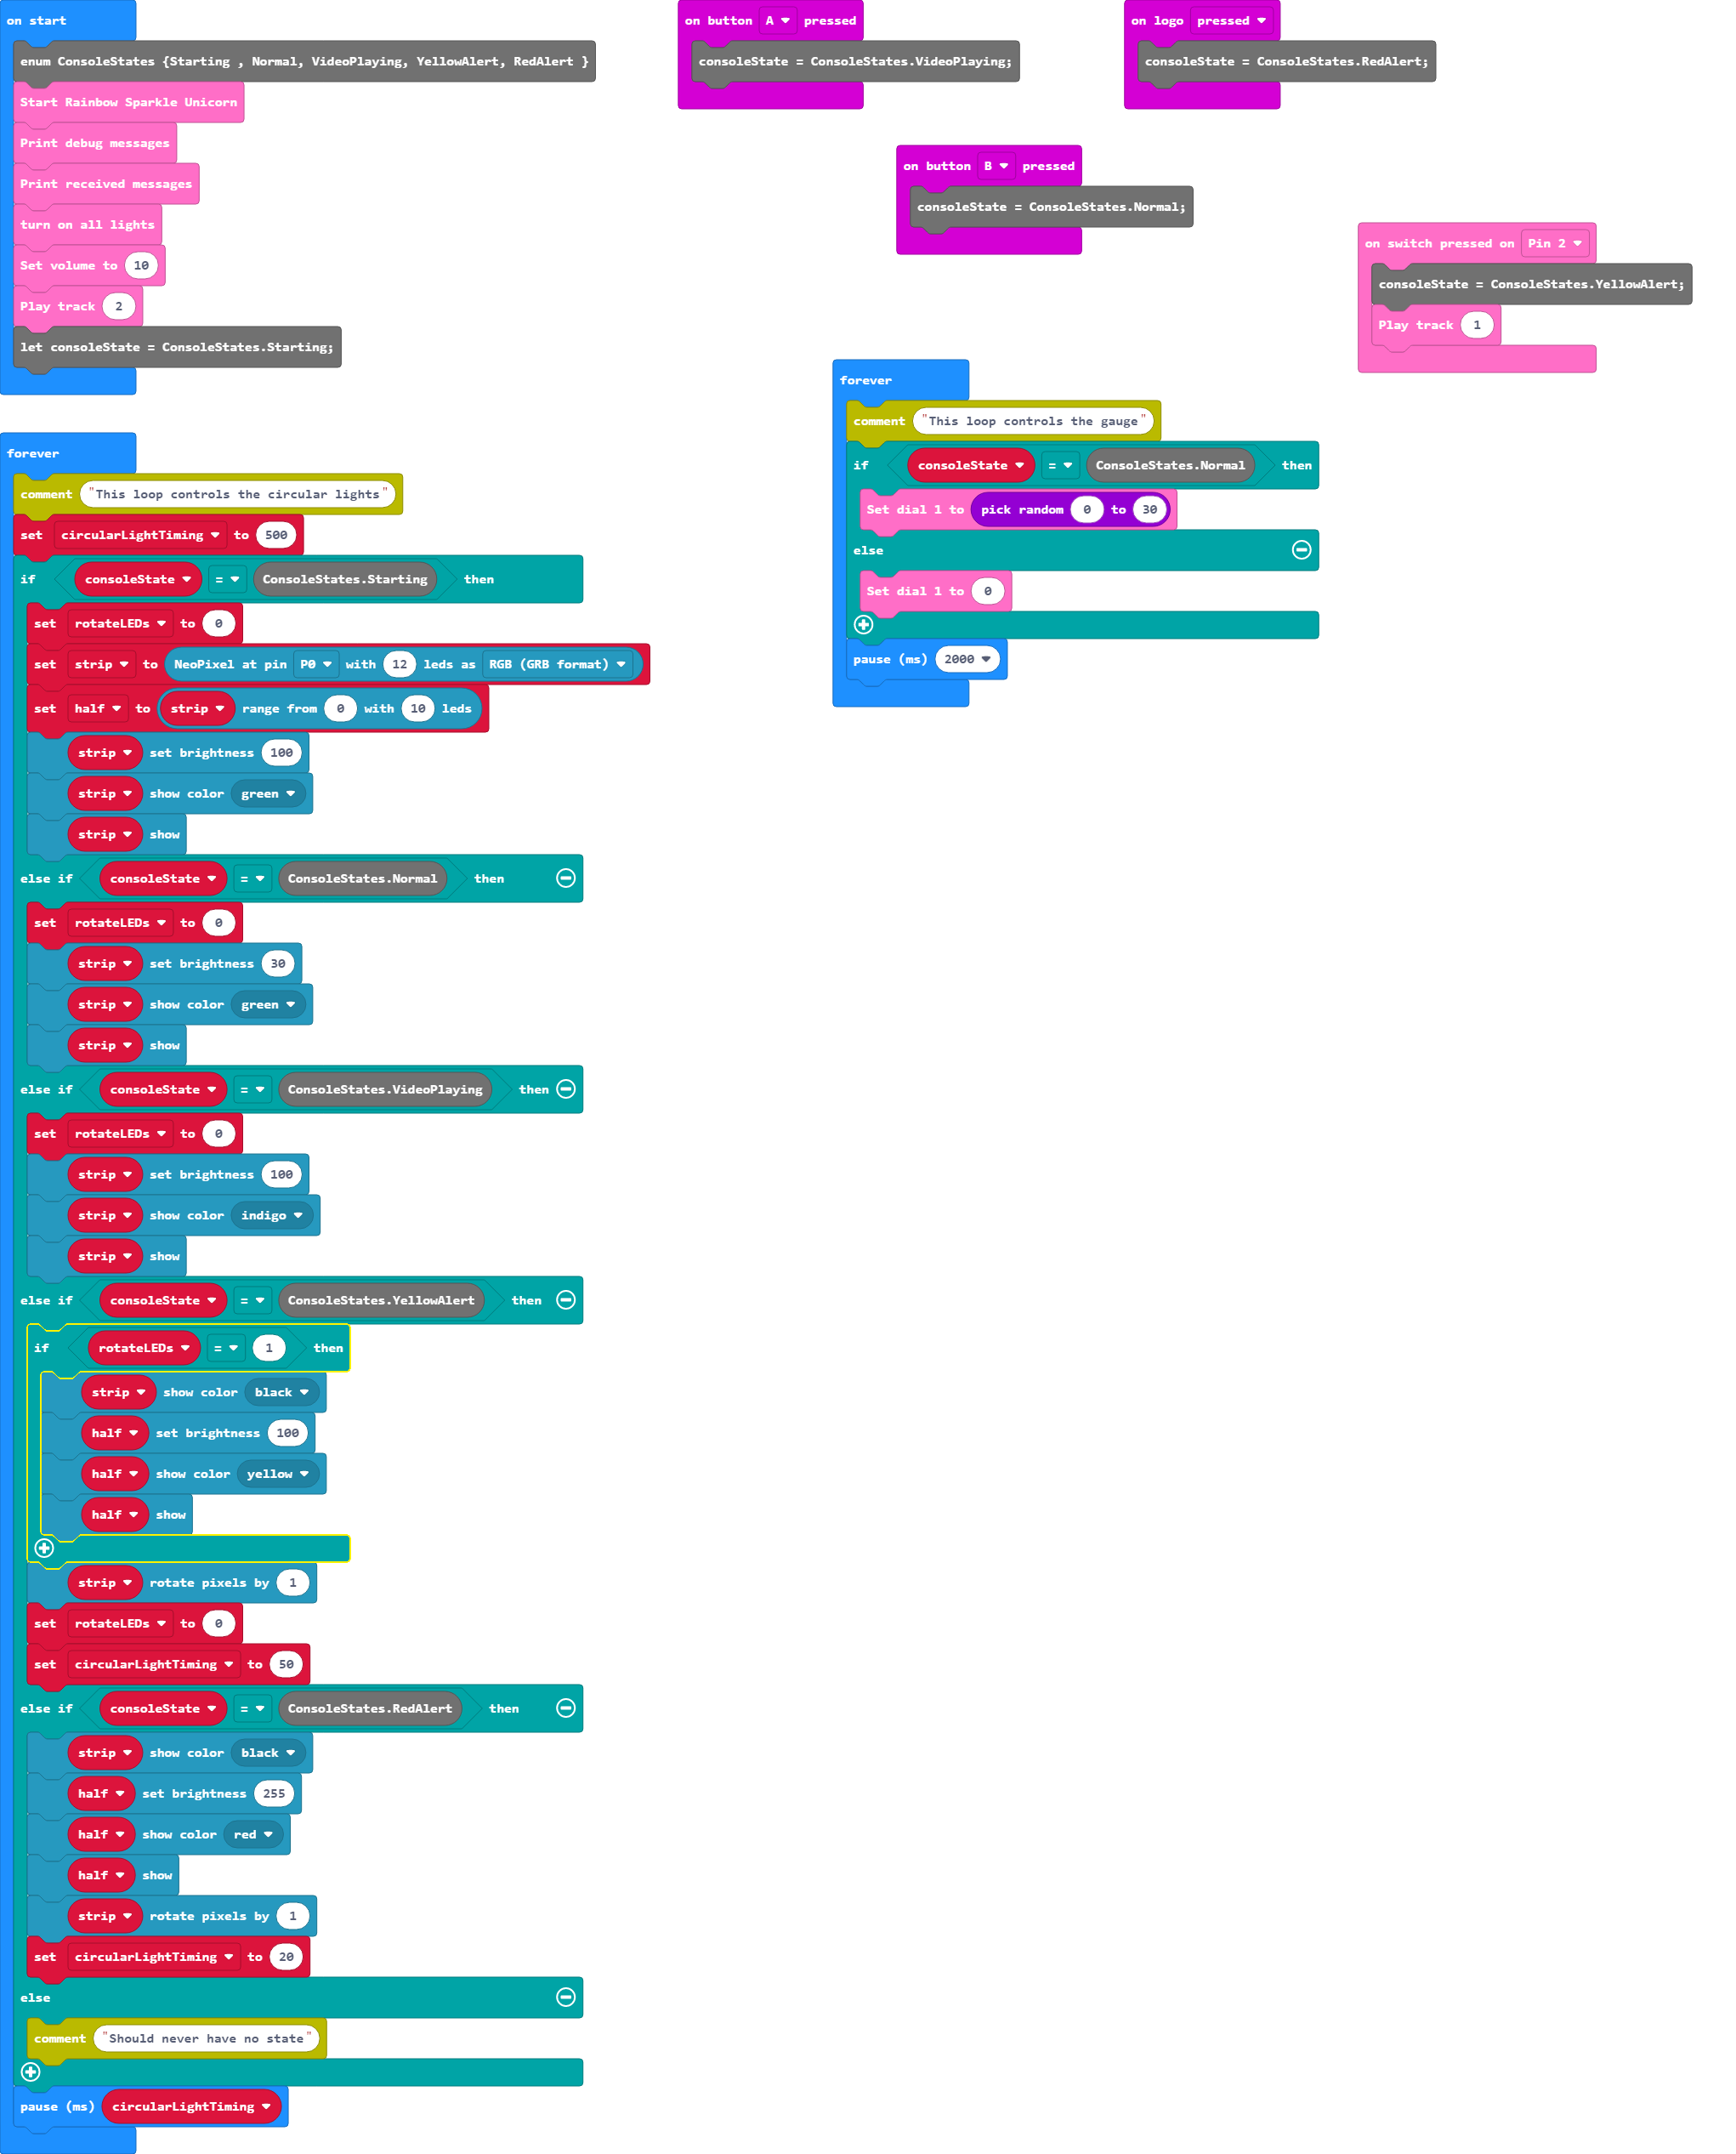 on start
enum ConsoleStates {Starting , Normal, VideoPlaying, YellowAlert, RedAlert }
Start Rainbow Sparkle Unicorn
Print debug messages
Print received messages
turn on all lights
Set volume to 10
Play track 2
let consoleState = ConsoleStates.Starting;
on button A pressed
consoleState = ConsoleStates.VideoPlaying;
on logo pressed
consoleState = ConsoleStates.RedAlert;
on button B pressed
consoleState = ConsoleStates.Normal;
on switch pressed on Pin 2
consoleState = ConsoleStates.YellowAlert;
Play track 1
forever
comment "This loop controls the gauge"
if consoleState = ConsoleStates.Normal then
Set dial 1 to pick random 0 to 30
else
Set dial 1 to 0
pause (ms) 2000
forever
comment "This loop controls the circular lights"
set circularLightTiming to 500
if consoleState = ConsoleStates.Starting then
set rotateLEDs to 0
set strip to NeoPixel at pin P0 with 12 leds as RGB (GRB format)
set half to strip range from 0 with 10 leds
strip set brightness 100
strip show color green
strip show
else if consoleState = ConsoleStates.Normal then
set rotateLEDs to 0
strip set brightness 30
strip show color green
strip show
else if consoleState = ConsoleStates.VideoPlaying then
set rotateLEDs to 0
strip set brightness 100
strip show color indigo
strip show
else if consoleState = ConsoleStates.YellowAlert then
if rotateLEDs = 1 then
strip show color black
half set brightness 100
half show color yellow
half show
strip rotate pixels by 1
set rotateLEDs to 0
set circularLightTiming to 50
else if consoleState = ConsoleStates.RedAlert then
strip show color black
half set brightness 255
half show color red
half show
strip rotate pixels by 1
set circularLightTiming to 20
else
comment "Should never have no state"
pause (ms) circularLightTiming